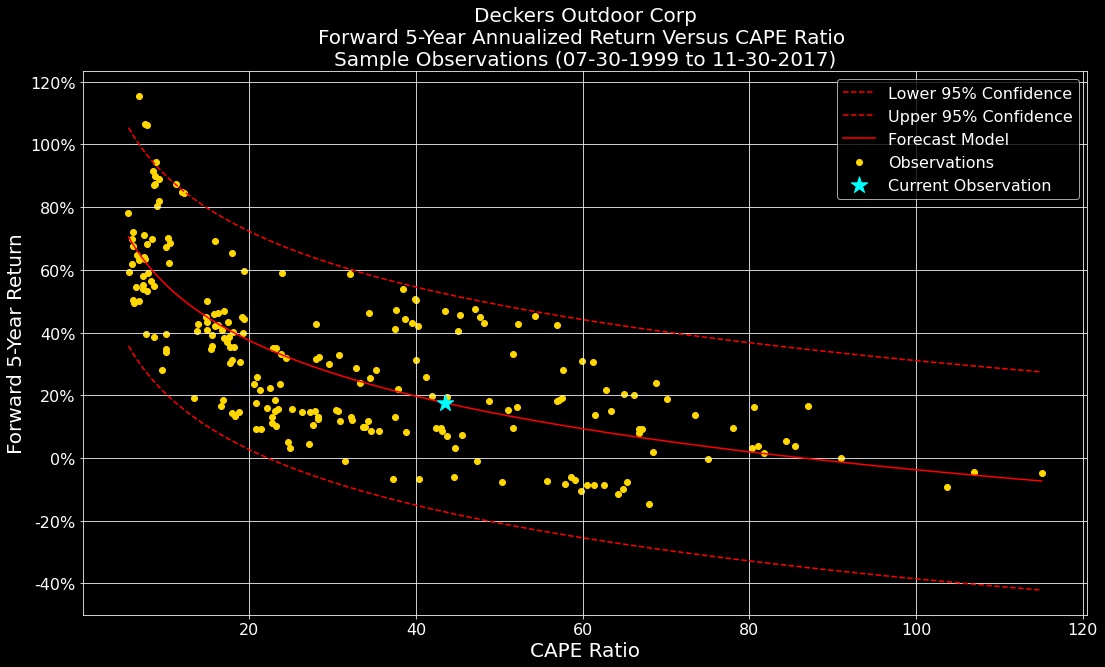 Deckers Outdoor Corp
Forward 5-Year Annualized Return Versus CAPE Ratio
Sample Observations (07-30-1999 to 11-30-2017)
Lower 95% Confidence
Upper 95% Confidence
Forecast Model
Observations
Current Observation
Forward 5-Year Return
120%
100%
80%
60%
40%
20%
0%
-20%
-40%
20
40
60
80
100
120
CAPE Ratio